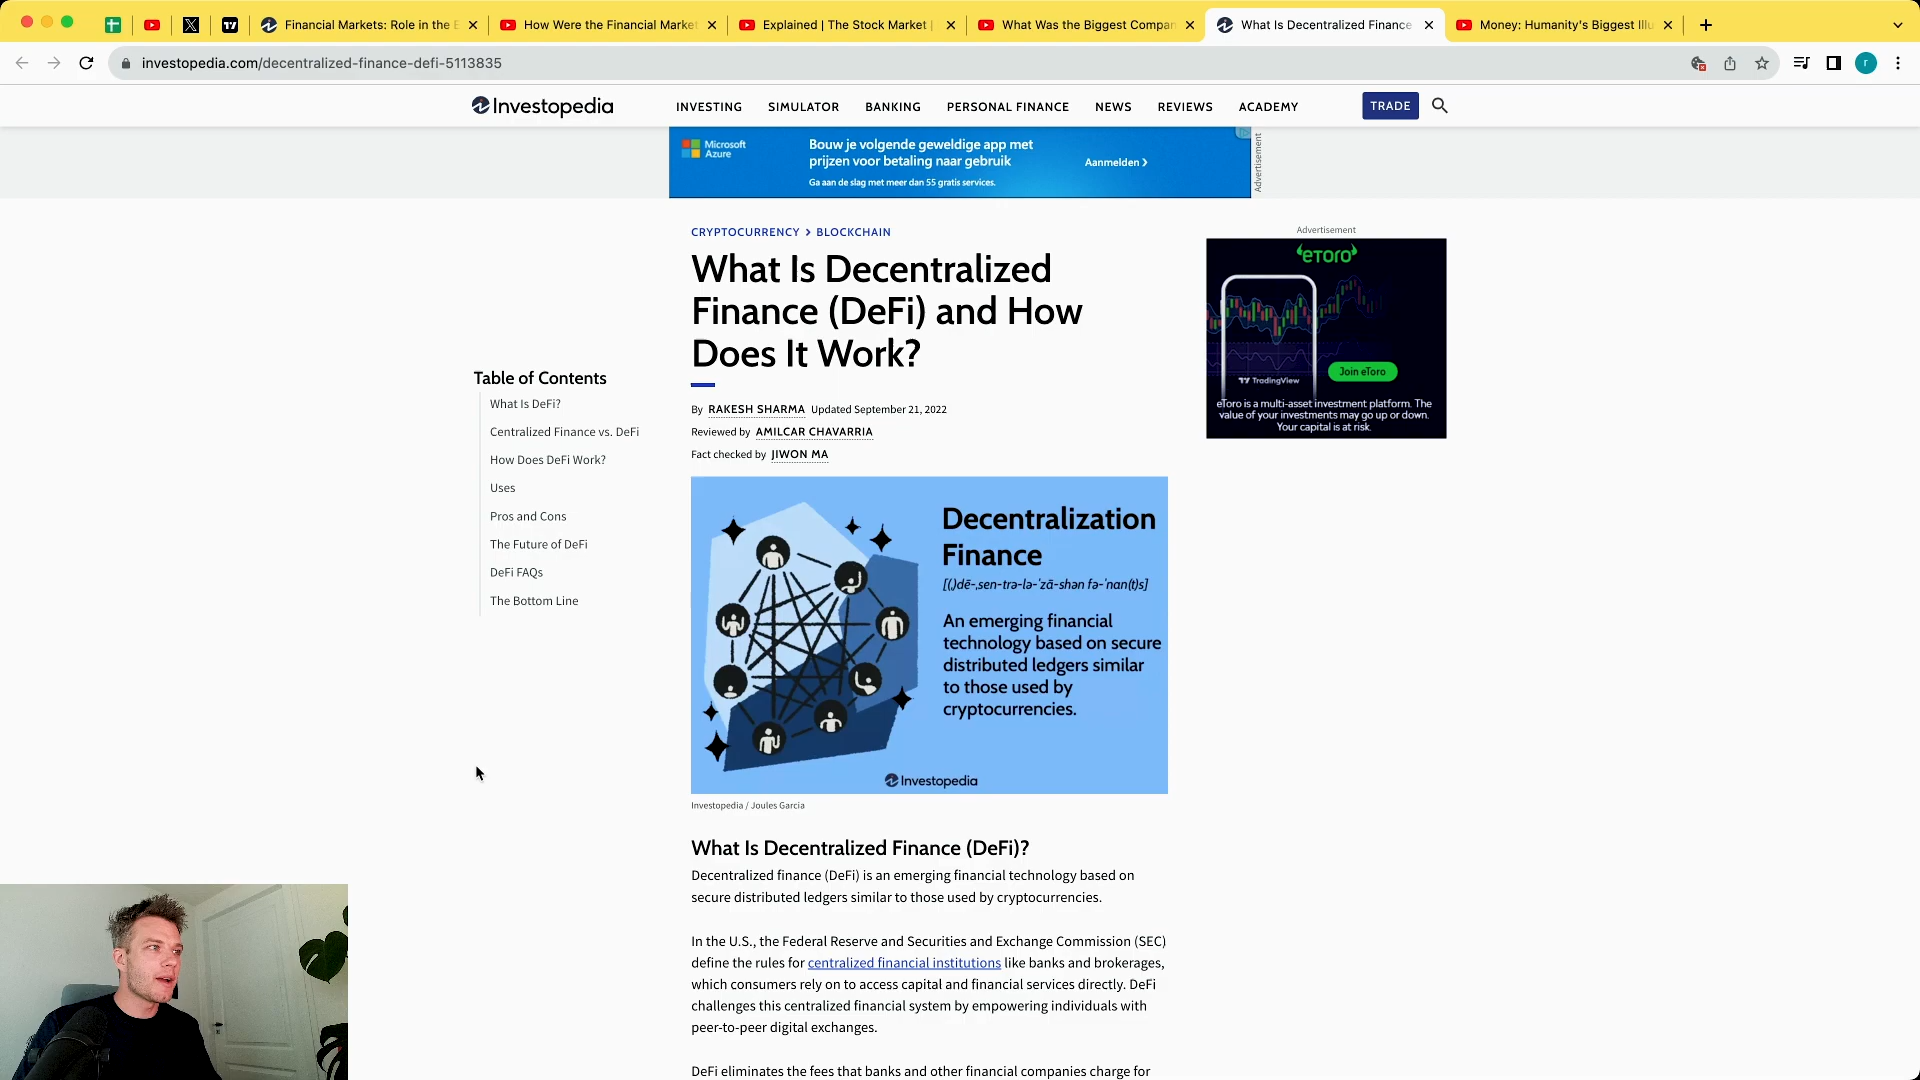 Financial Markets: Role in the E
How Were the Financial Marke
Explained | The Stock Market |
What Was the Biggest Compan
What Is Decentralized Finance
Money: Humanity's Biggest Illu
investopedia.com/decentralized-finance-defi-5113835
r
Investopedia
INVESTING
SIMULATOR
BANKING
PERSONAL FINANCE
NEWS
REVIEWS
ACADEMY
TRADE
Microsoft
Azure
Bouw je volgende geweldige app met
prijzen voor betaling naar gebruik
Ga aan de slag met meer dan 55 gratis services.
Aanmelden >
Advertisement
CRYPTOCURRENCY > BLOCKCHAIN
What Is Decentralized
Finance (DeFi) and How
Does It Work?
By RAKESH SHARMA Updated September 21, 2022
Reviewed by AMILCAR CHAVARRIA
Fact checked by JIWON MA
Table of Contents
What Is DeFi?
Centralized Finance vs. DeFi
How Does DeFi Work?
Uses
Pros and Cons
The Future of DeFi
DeFi FAQs
The Bottom Line
Advertisement
eToro
TradingView
Join eToro
eToro is a multi-asset investment platform. The
value of your investments may go up or down.
Your capital is at risk.
Decentralization
Finance
[(,)dē-,sen-trə-lə-'zā-shən fə-'nan(t)s]
An emerging financial
technology based on secure
distributed ledgers similar
to those used by
cryptocurrencies.
Investopedia
Investopedia / Joules Garcia
What Is Decentralized Finance (DeFi)?
Decentralized finance (DeFi) is an emerging financial technology based on
secure distributed ledgers similar to those used by cryptocurrencies.
In the U.S., the Federal Reserve and Securities and Exchange Commission (SEC)
define the rules for centralized financial institutions like banks and brokerages,
which consumers rely on to access capital and financial services directly. DeFi
challenges this centralized financial system by empowering individuals with
peer-to-peer digital exchanges.
DeFi eliminates the fees that banks and other financial companies charge for